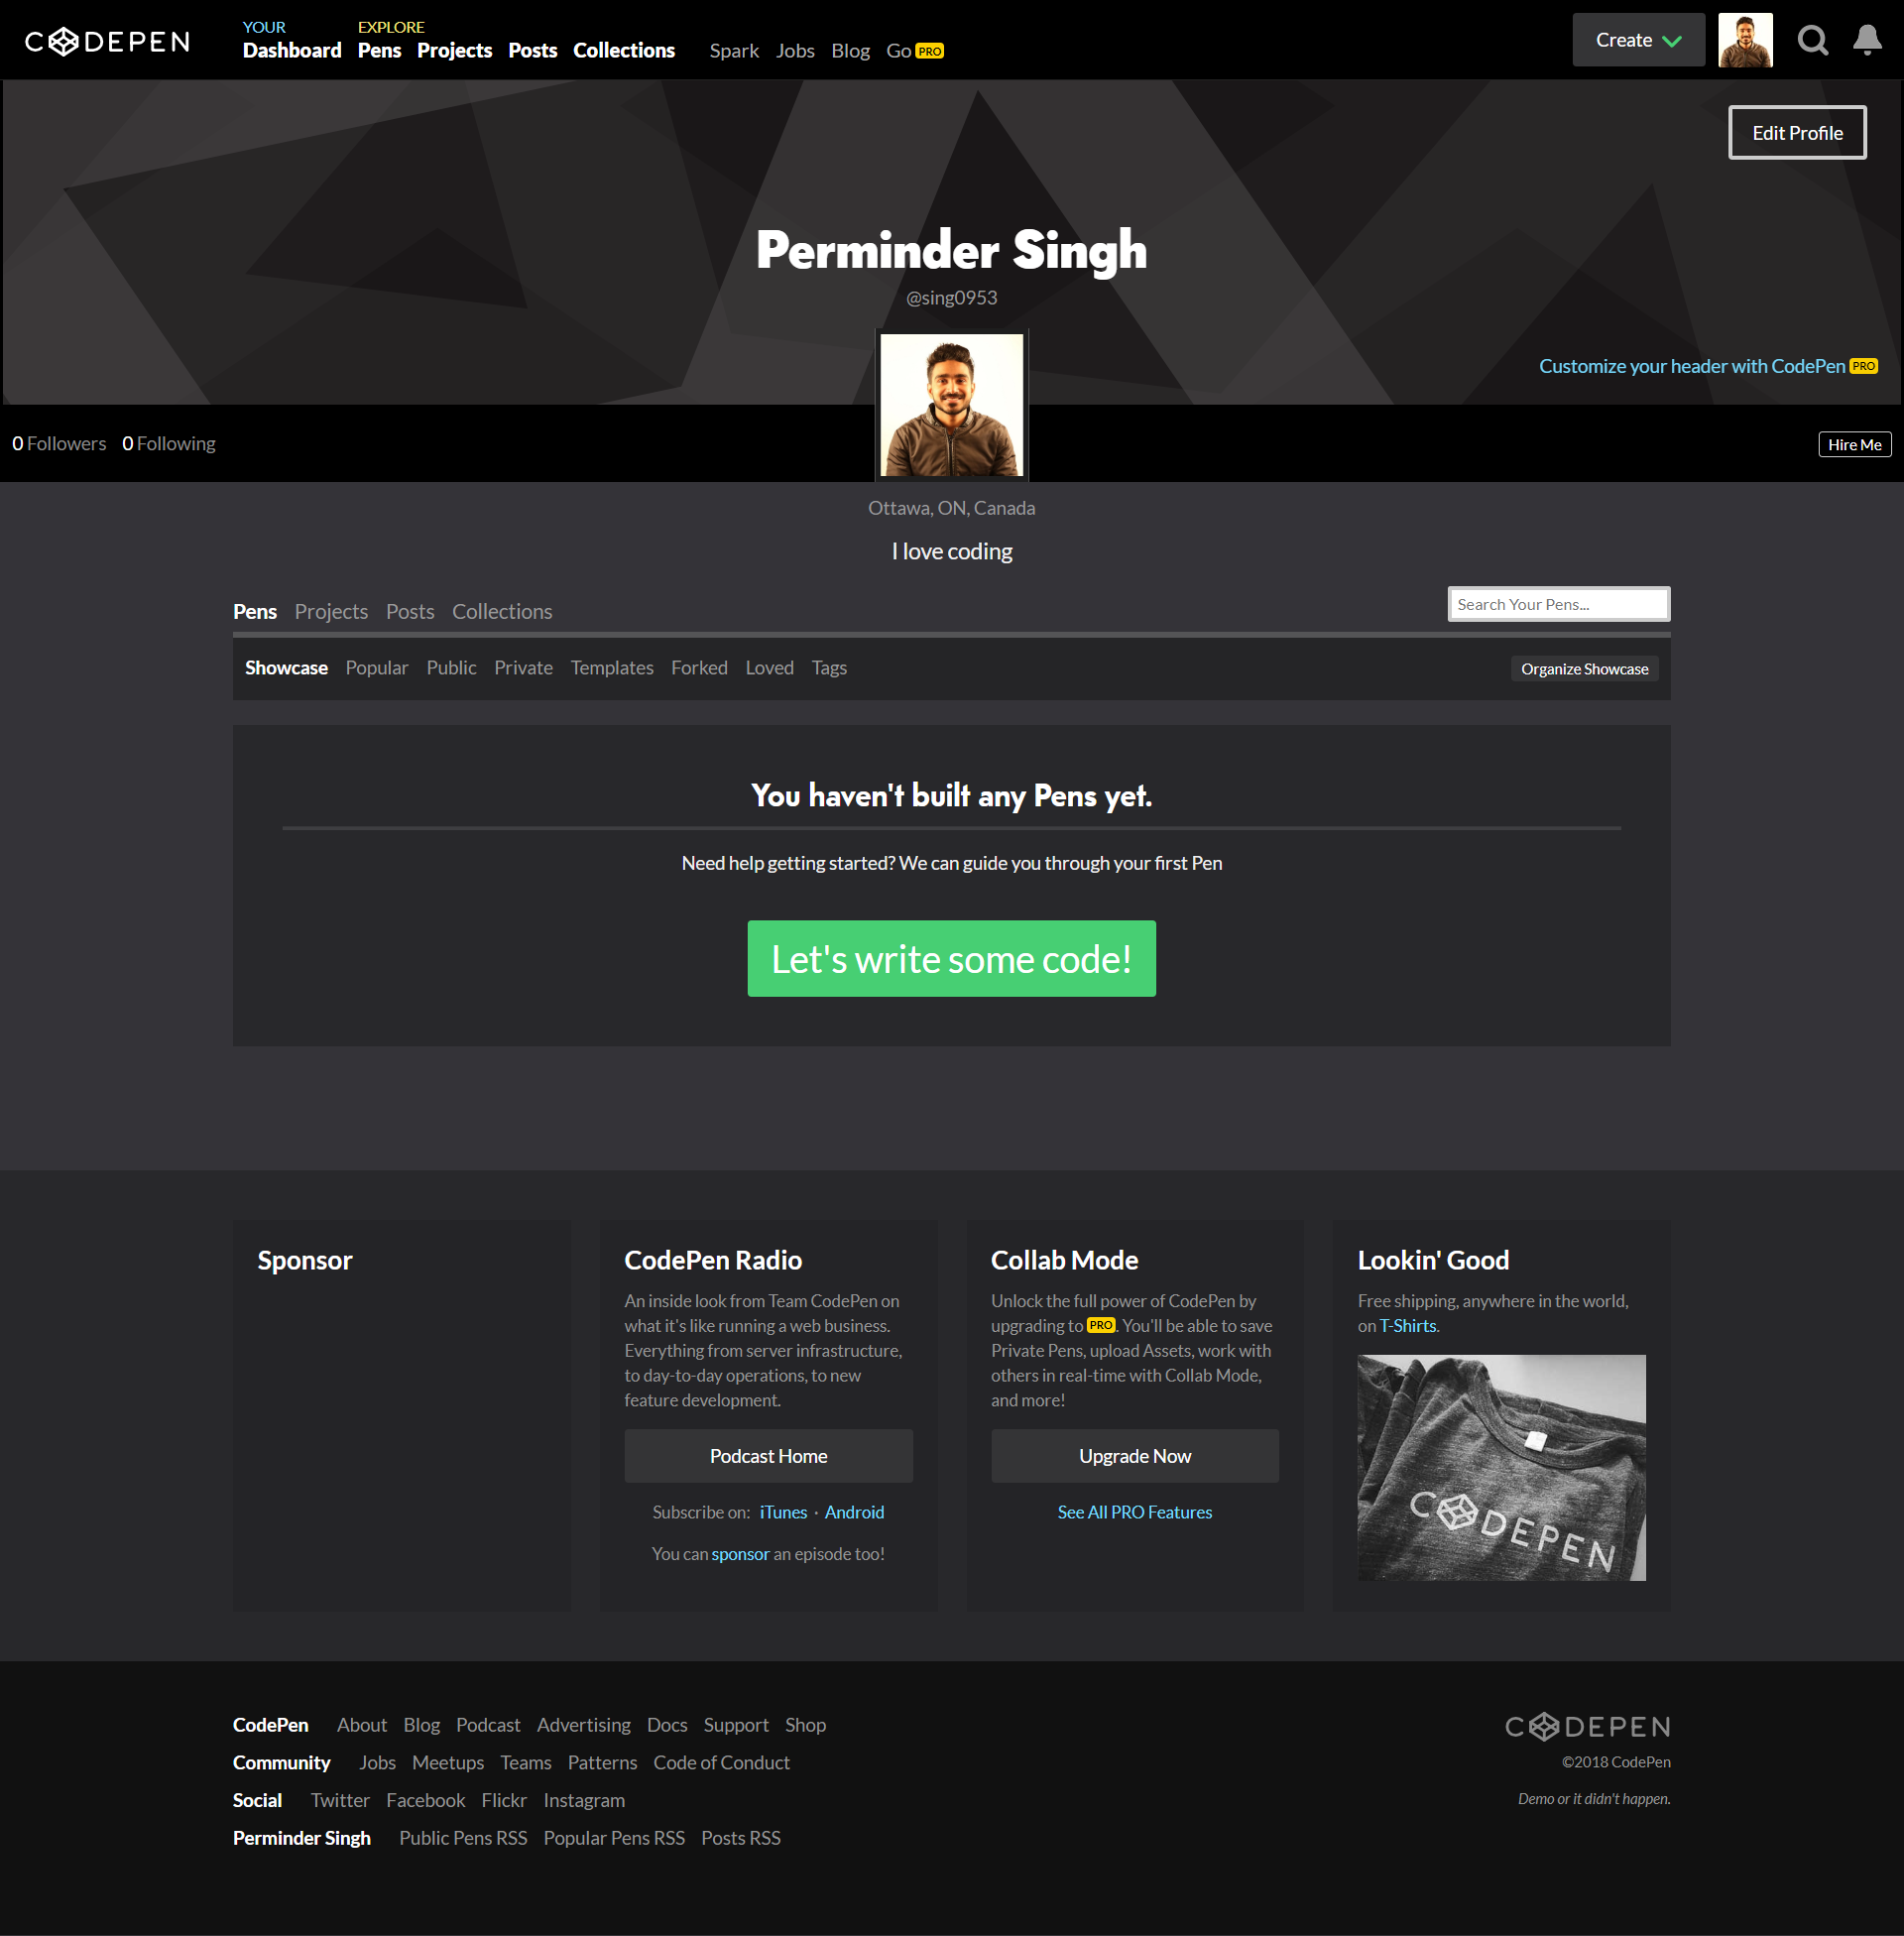 CODEPEN
YOUR
Dashboard
EXPLORE
Pens Projects Posts Collections
Spark Jobs Blog Go PRO
Create
Edit Profile
Perminder Singh
@sing0953
Customize your header with CodePen PRO
0 Followers 0 Following
Hire Me
Ottawa, ON, Canada
I love coding
Pens Projects Posts Collections
Search Your Pens...
Showcase Popular Public Private Templates Forked Loved Tags
Organize Showcase
You haven't built any Pens yet.
Need help getting started? We can guide you through your first Pen
Let's write some code!
Sponsor
CodePen Radio
An inside look from Team CodePen on
what it's like running a web business.
Everything from server infrastructure,
to day-to-day operations, to new
feature development.
Podcast Home
Subscribe on: iTunes · Android
You can sponsor an episode too!
Collab Mode
Unlock the full power of CodePen by
upgrading to PRO. You'll be able to save
Private Pens, upload Assets, work with
others in real-time with Collab Mode,
and more!
Upgrade Now
See All PRO Features
Lookin' Good
Free shipping, anywhere in the world,
on T-Shirts.
CODEPEN
CodePen About Blog Podcast Advertising Docs Support Shop
Community Jobs Meetups Teams Patterns Code of Conduct
Social Twitter Facebook Flickr Instagram
Perminder Singh Public Pens RSS Popular Pens RSS Posts RSS
CODEPEN
©2018 CodePen
Demo or it didn't happen.